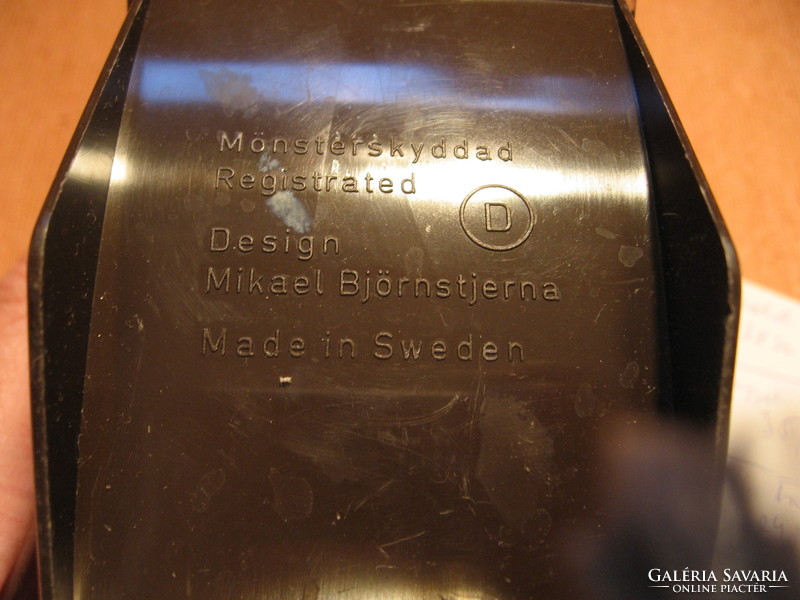 Mönsterskyddad
Registrated
D
Design
Mikael Björnstjerna
Made in Sweden
GALÉRIA SAVARIA
ONLINE PIACTÉR